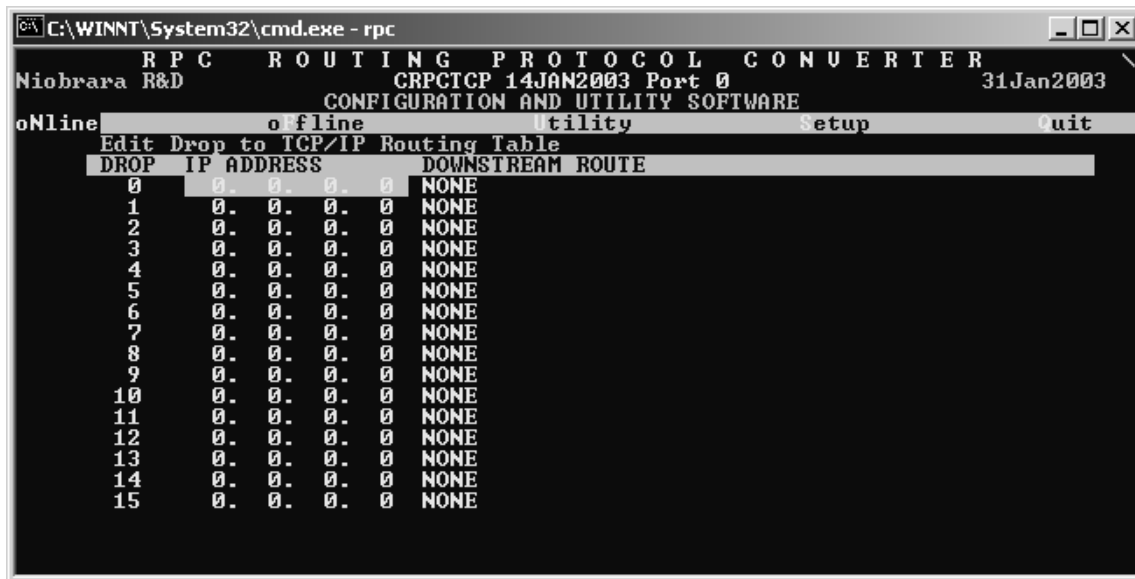 C:\WINNT\System32\cmd.exe - rpc
R P C   R O U T I N G   P R O T O C O L   C O N V E R T E R \
Niobrara R&D CRPCTCP 14JAN2003 Port 0 31Jan2003
CONFIGURATION AND UTILITY SOFTWARE
oNline oFfline Utility Setup Quit
Edit Drop to TCP/IP Routing Table
DROP IP ADDRESS DOWNSTREAM ROUTE
0 0. 0. 0. 0 NONE
1 0. 0. 0. 0 NONE
2 0. 0. 0. 0 NONE
3 0. 0. 0. 0 NONE
4 0. 0. 0. 0 NONE
5 0. 0. 0. 0 NONE
6 0. 0. 0. 0 NONE
7 0. 0. 0. 0 NONE
8 0. 0. 0. 0 NONE
9 0. 0. 0. 0 NONE
10 0. 0. 0. 0 NONE
11 0. 0. 0. 0 NONE
12 0. 0. 0. 0 NONE
13 0. 0. 0. 0 NONE
14 0. 0. 0. 0 NONE
15 0. 0. 0. 0 NONE